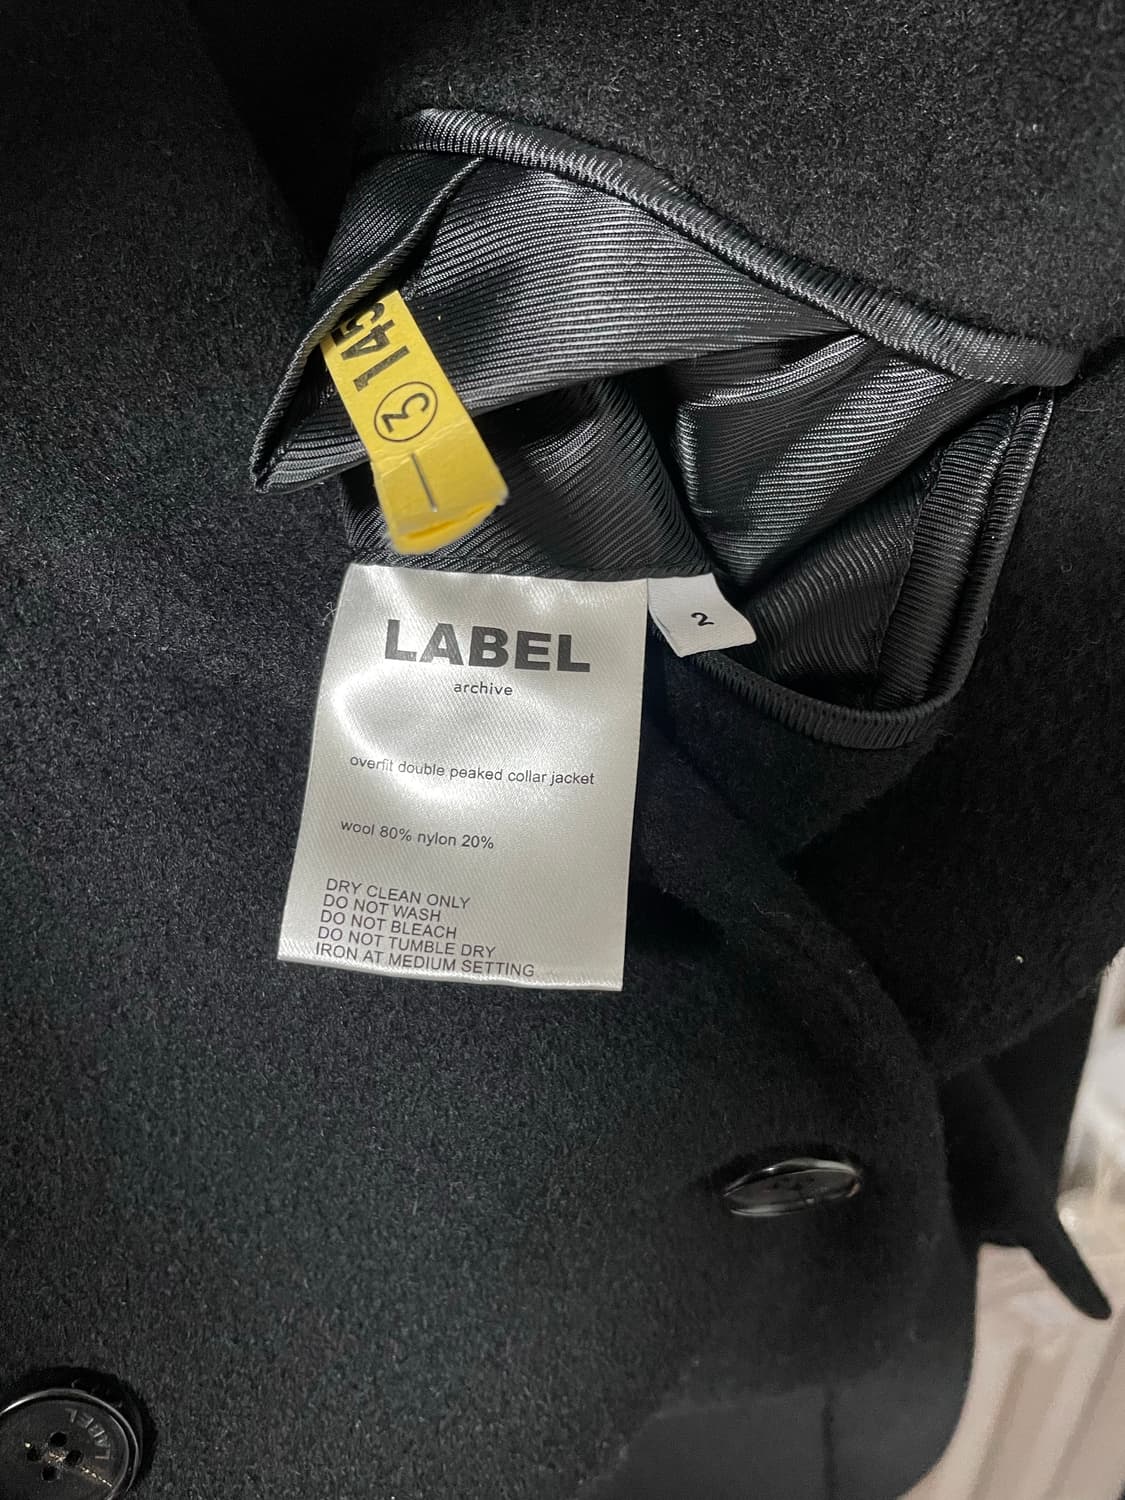 145
3
LABEL
archive
2
overfit double peaked collar jacket
wool 80% nylon 20%
DRY CLEAN ONLY
DO NOT WASH
DO NOT BLEACH
DO NOT TUMBLE DRY
IRON AT MEDIUM SETTING
LABEL